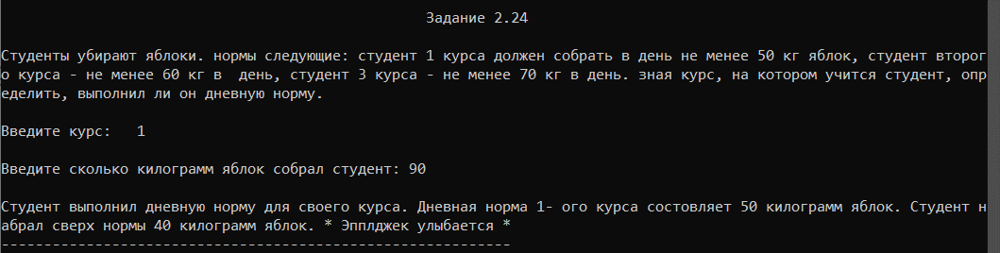 Задание 2.24
Студенты убирают яблоки. нормы следующие: студент 1 курса должен собрать в день не менее 50 кг яблок, студент второг
о курса - не менее 60 кг в  день, студент 3 курса - не менее 70 кг в день. зная курс, на котором учится студент, опр
еделить, выполнил ли он дневную норму.
Введите курс:   1
Введите сколько килограмм яблок собрал студент: 90
Студент выполнил дневную норму для своего курса. Дневная норма 1- ого курса состовляет 50 килограмм яблок. Студент н
абрал сверх нормы 40 килограмм яблок. * Эпплджек улыбается *
------------------------------------------------------------